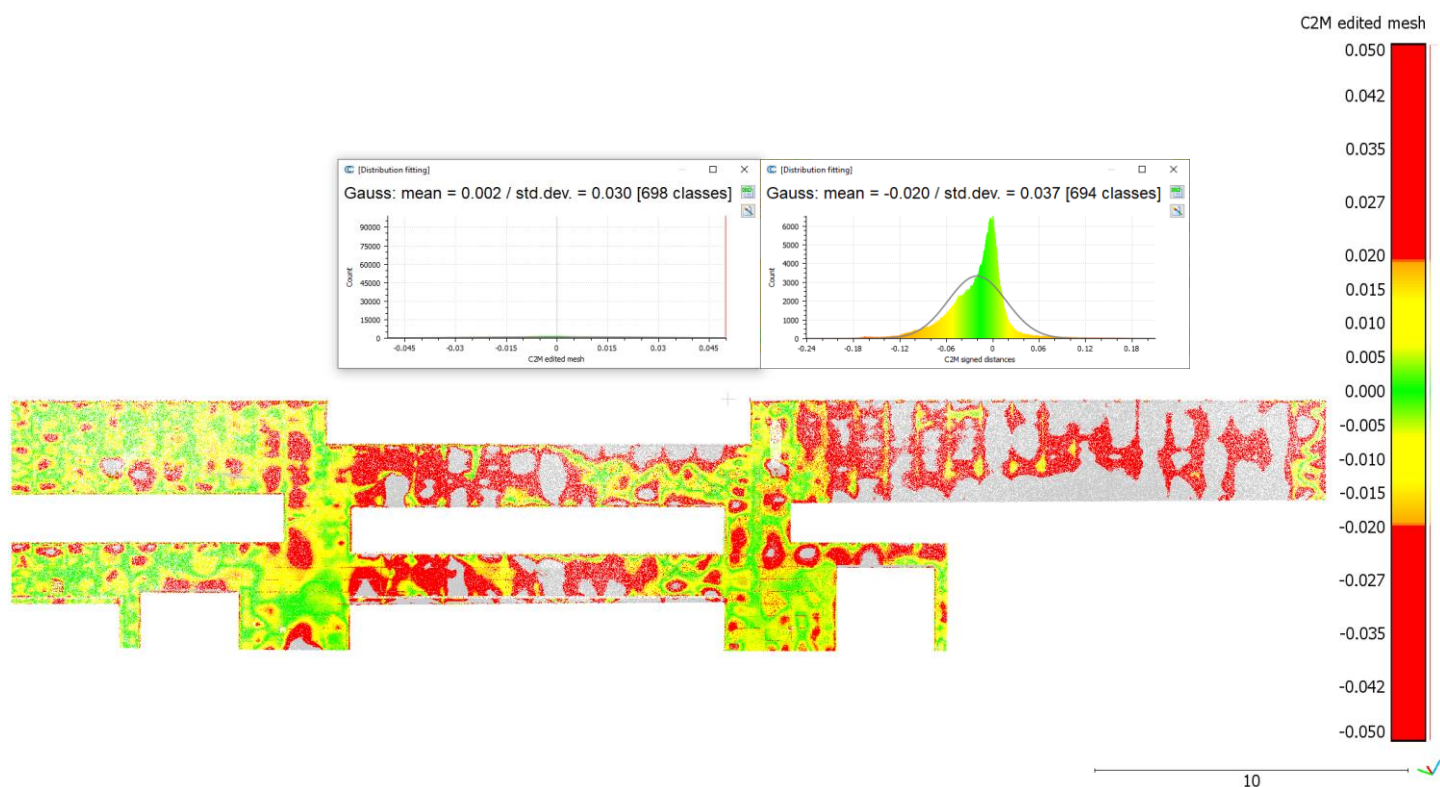 C2M edited mesh
0.050
0.042
0.035
0.027
0.020
0.015
0.010
0.005
0.000
-0.005
-0.010
-0.015
-0.020
-0.027
-0.035
-0.042
-0.050
[Distribution fitting]
Gauss: mean = 0.002 / std.dev. = 0.030 [698 classes]
90000
75000
60000
45000
30000
15000
0
Count
-0.045 -0.03 -0.015 0 0.015 0.03 0.045
C2M edited mesh
[Distribution fitting]
Gauss: mean = -0.020 / std.dev. = 0.037 [694 classes]
6000
5000
4000
3000
2000
1000
0
Count
-0.24 -0.18 -0.12 -0.06 0 0.06 0.12 0.18
C2M signed distances
10